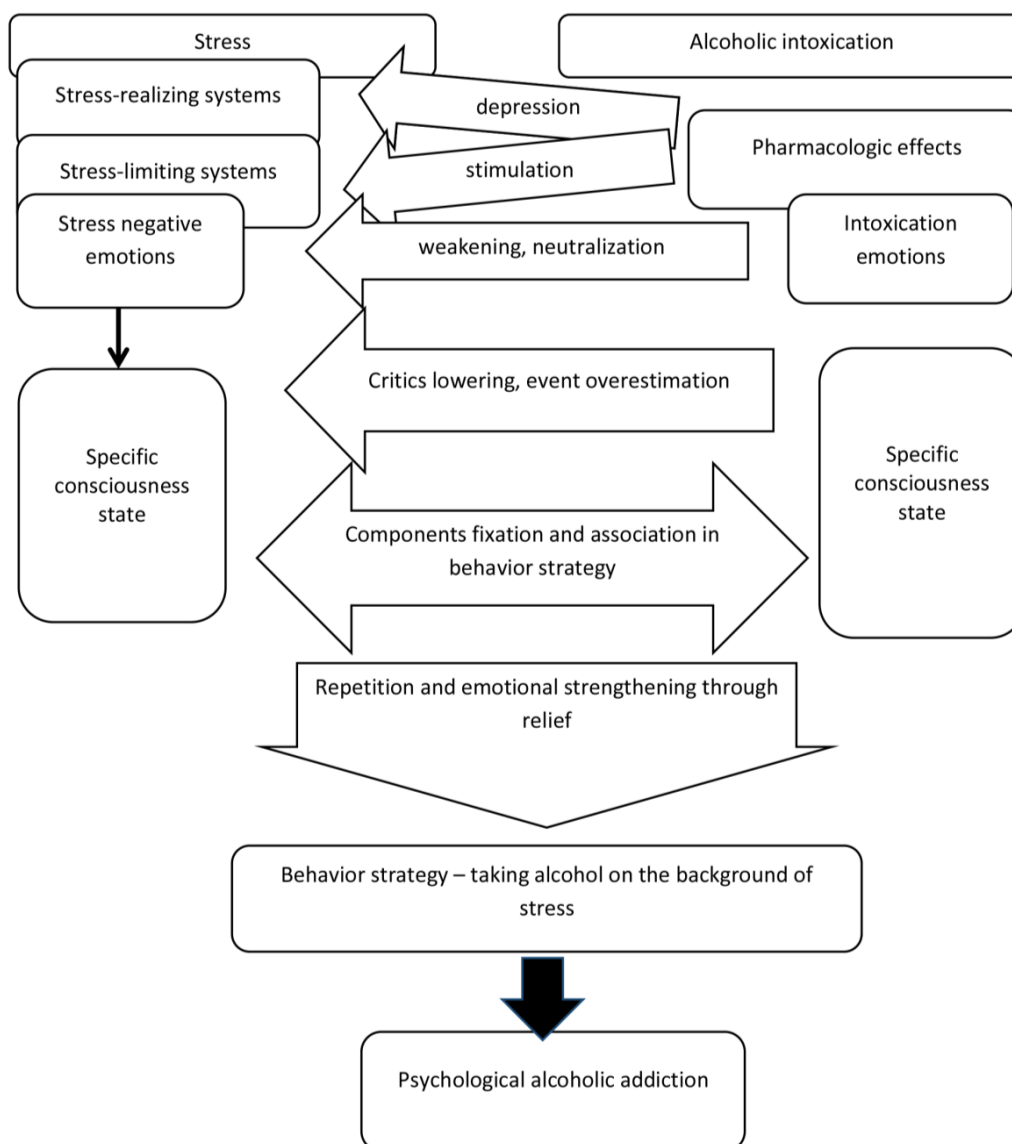 Stress
Alcoholic intoxication
Stress-realizing systems
depression
Pharmacologic effects
Stress-limiting systems
stimulation
Stress negative
emotions
weakening, neutralization
Intoxication
emotions
Critics lowering, event overestimation
Specific
consciousness
state
Specific
consciousness
state
Components fixation and association in
behavior strategy
Repetition and emotional strengthening through
relief
Behavior strategy – taking alcohol on the background of
stress
Psychological alcoholic addiction